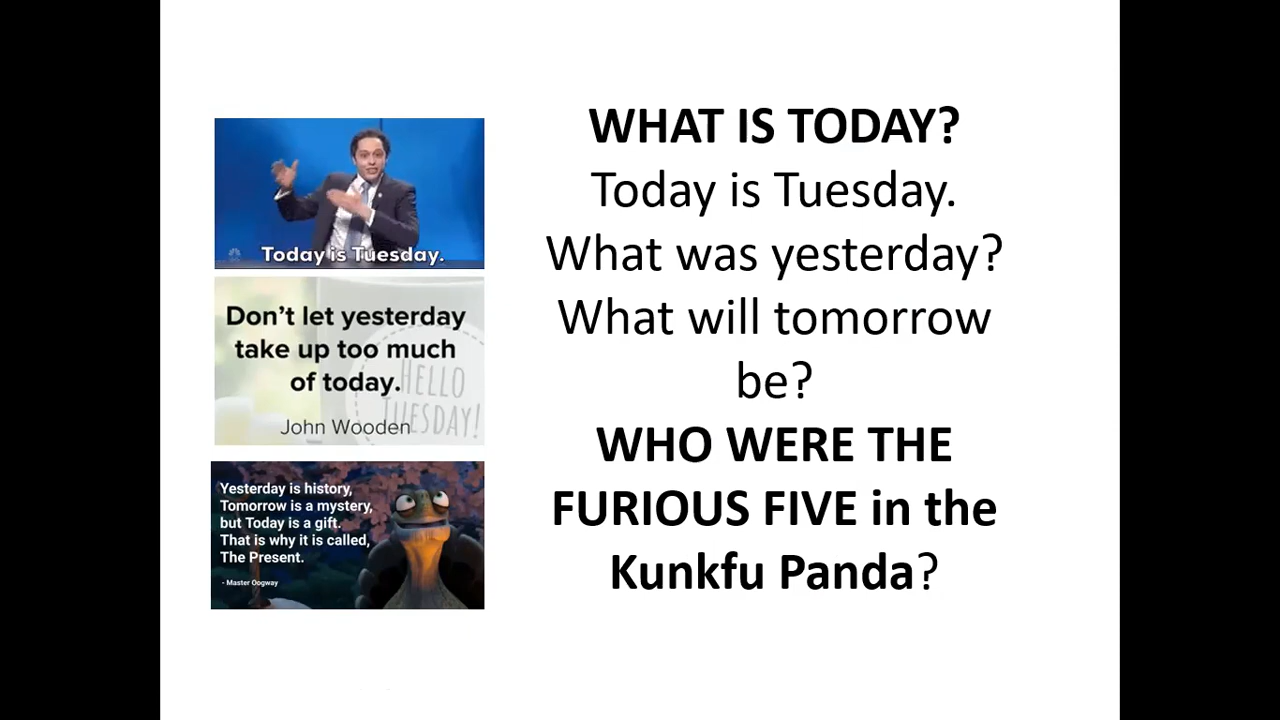 Today is Tuesday.
Don't let yesterday
take up too much
of today.
HELLO
TUESDAY!
John Wooden
Yesterday is history,
Tomorrow is a mystery,
but Today is a gift.
That is why it is called,
The Present.
- Master Oogway
WHAT IS TODAY?
Today is Tuesday.
What was yesterday?
What will tomorrow
be?
WHO WERE THE
FURIOUS FIVE in the
Kunkfu Panda?